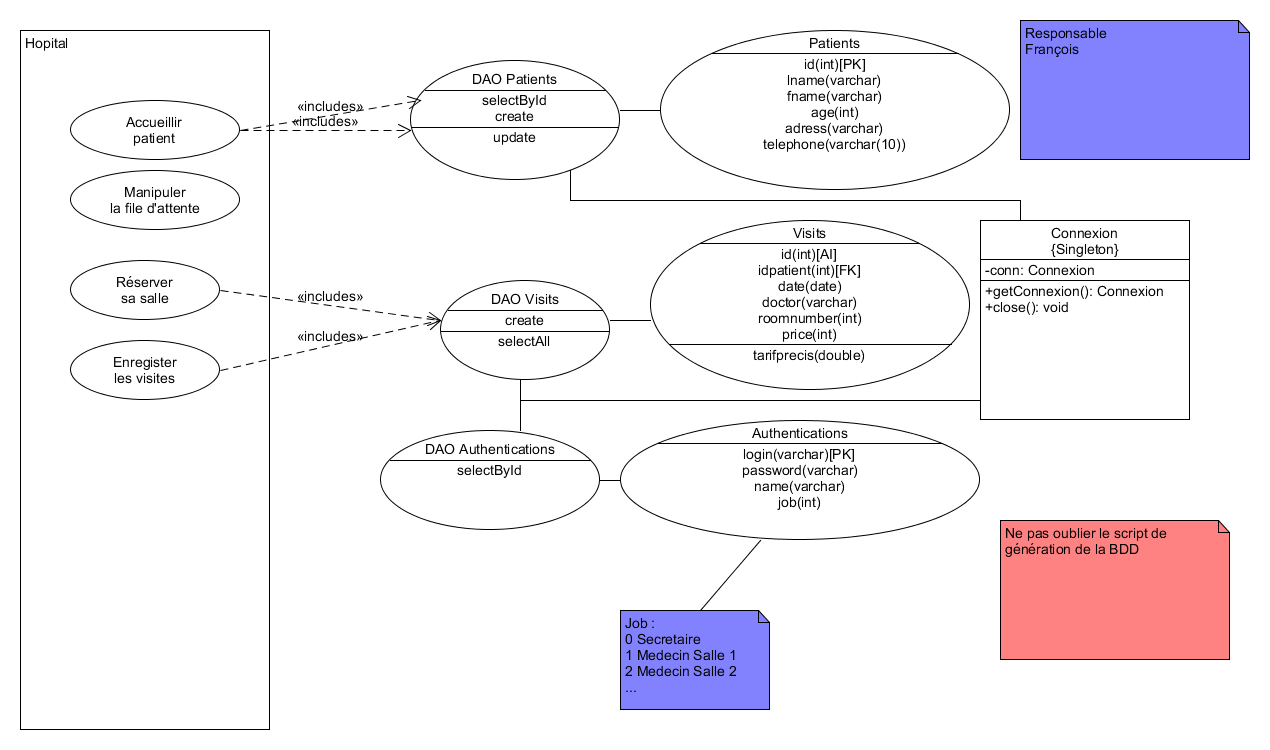 Hopital
Accueillir
patient
Manipuler
la file d'attente
Réserver
sa salle
Enregister
les visites
«includes»
«includes»
«includes»
«includes»
DAO Patients
selectById
create
update
Patients
id(int)[PK]
lname(varchar)
fname(varchar)
age(int)
adress(varchar)
telephone(varchar(10))
Responsable
François
DAO Visits
create
selectAll
Visits
id(int)[AI]
idpatient(int)[FK]
date(date)
doctor(varchar)
roomnumber(int)
price(int)
tarifprecis(double)
Connexion
{Singleton}
-conn: Connexion
+getConnexion(): Connexion
+close(): void
DAO Authentications
selectById
Authentications
login(varchar)[PK]
password(varchar)
name(varchar)
job(int)
Ne pas oublier le script de
génération de la BDD
Job :
0 Secretaire
1 Medecin Salle 1
2 Medecin Salle 2
...